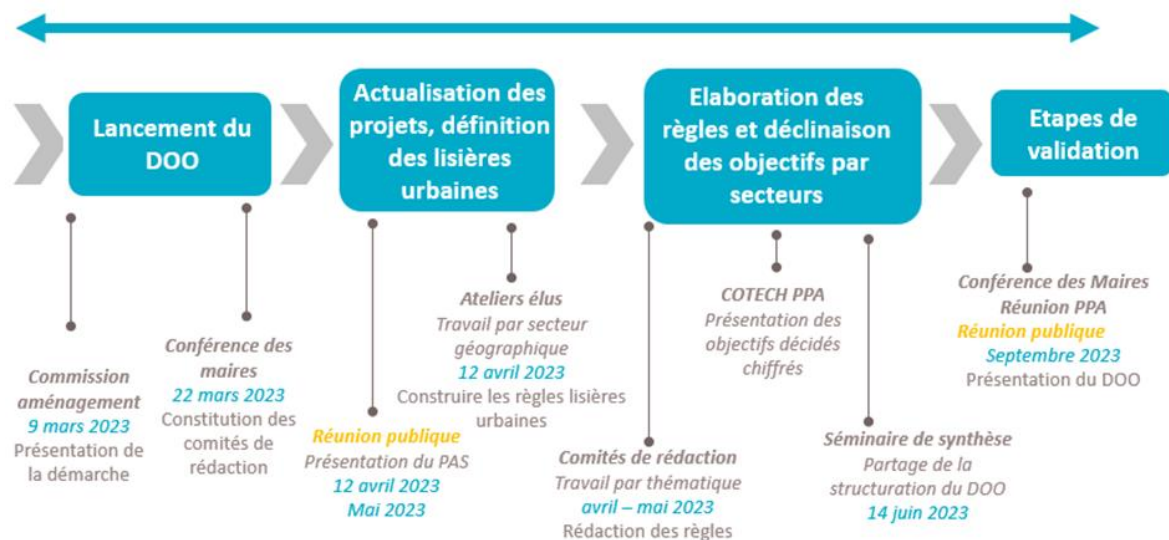 Lancement du
DOO
Actualisation des
projets, définition
des lisières
urbaines
Elaboration des
règles et déclinaison
des objectifs par
secteurs
Etapes de
validation
Commission
aménagement
9 mars 2023
Présentation de
la démarche
Conférence des
maires
22 mars 2023
Constitution des
comités de
rédaction
Réunion publique
Présentation du PAS
12 avril 2023
Mai 2023
Ateliers élus
Travail par secteur
géographique
12 avril 2023
Construire les règles lisières
urbaines
Comités de rédaction
Travail par thématique
avril – mai 2023
Rédaction des règles
COTECH PPA
Présentation des
objectifs décidés
chiffrés
Séminaire de synthèse
Partage de la
structuration du DOO
14 juin 2023
Conférence des Maires
Réunion PPA
Réunion publique
Septembre 2023
Présentation du DOO